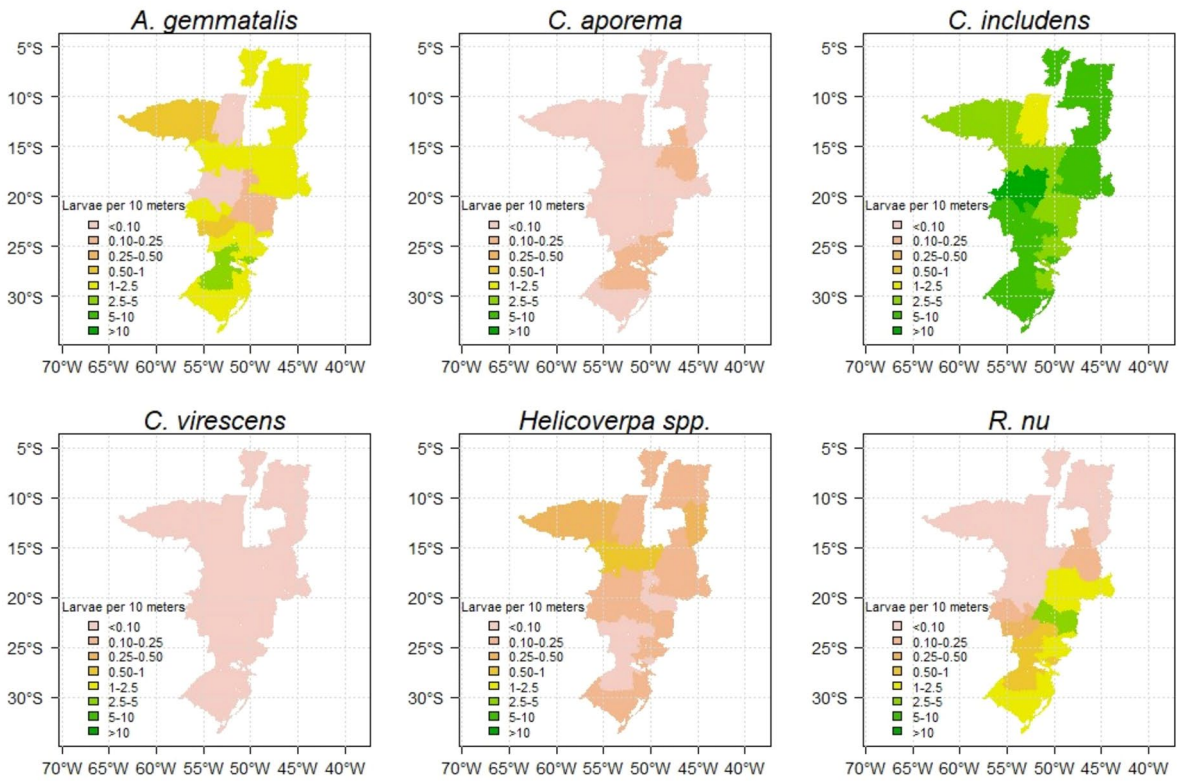 A. gemmatalis
5°S
10°S
15°S
20°S
25°S
30°S
Larvae per 10 meters
<0.10
0.10-0.25
0.25-0.50
0.50-1
1-2.5
2.5-5
5-10
>10
70°W 65°W 60°W 55°W 50°W 45°W 40°W
C. aporema
5°S
10°S
15°S
20°S
25°S
30°S
Larvae per 10 meters
<0.10
0.10-0.25
0.25-0.50
0.50-1
1-2.5
2.5-5
5-10
>10
70°W 65°W 60°W 55°W 50°W 45°W 40°W
C. includens
5°S
10°S
15°S
20°S
25°S
30°S
Larvae per 10 meters
<0.10
0.10-0.25
0.25-0.50
0.50-1
1-2.5
2.5-5
5-10
>10
70°W 65°W 60°W 55°W 50°W 45°W 40°W
C. virescens
5°S
10°S
15°S
20°S
25°S
30°S
Larvae per 10 meters
<0.10
0.10-0.25
0.25-0.50
0.50-1
1-2.5
2.5-5
5-10
>10
70°W 65°W 60°W 55°W 50°W 45°W 40°W
Helicoverpa spp.
5°S
10°S
15°S
20°S
25°S
30°S
Larvae per 10 meters
<0.10
0.10-0.25
0.25-0.50
0.50-1
1-2.5
2.5-5
5-10
>10
70°W 65°W 60°W 55°W 50°W 45°W 40°W
R. nu
5°S
10°S
15°S
20°S
25°S
30°S
Larvae per 10 meters
<0.10
0.10-0.25
0.25-0.50
0.50-1
1-2.5
2.5-5
5-10
>10
70°W 65°W 60°W 55°W 50°W 45°W 40°W